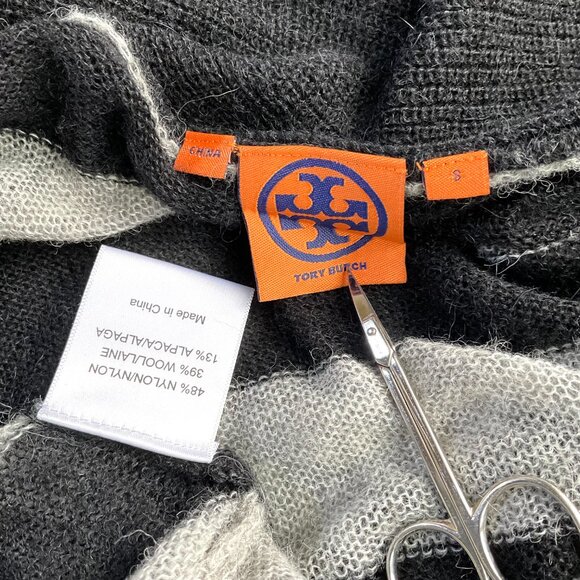 CHINA
TORY BURCH
S
48% NYLON/NYLON
39% WOOL/LAINE
13% ALPACA/ALPAGA
Made in China